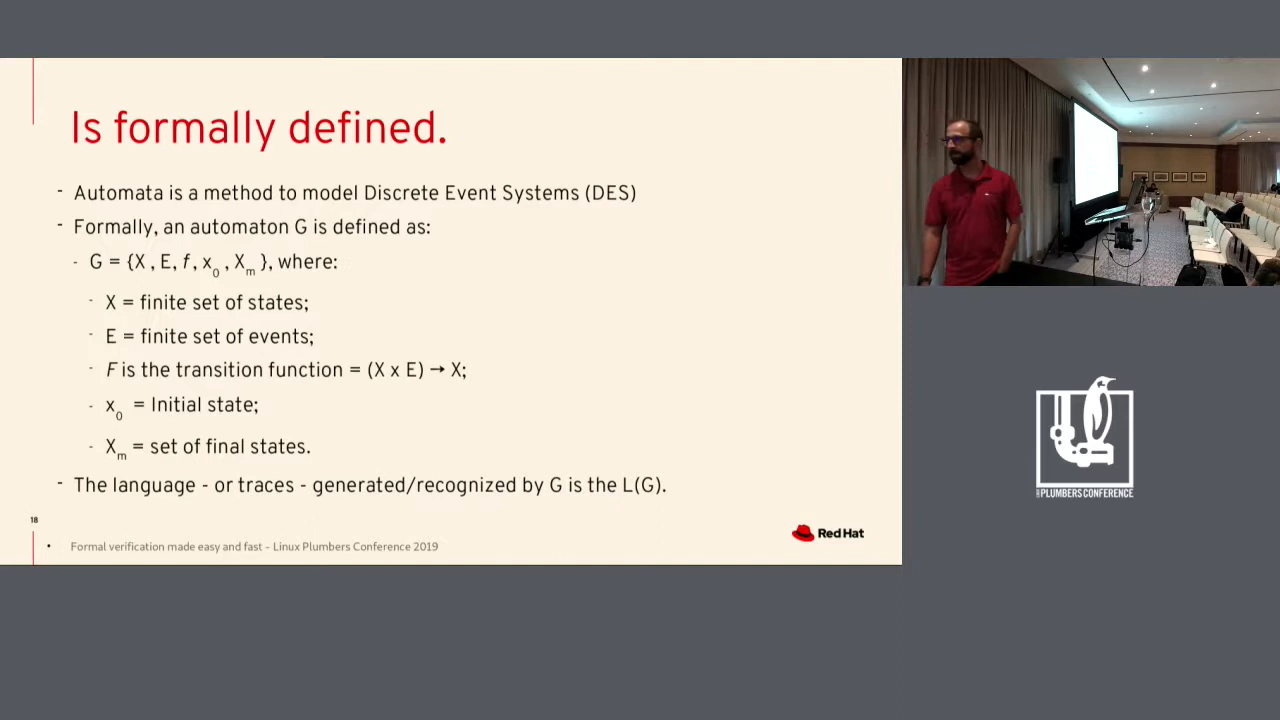 Is formally defined.
- Automata is a method to model Discrete Event Systems (DES)
- Formally, an automaton G is defined as:
- G = {X , E, f, x₀ , Xₘ }, where:
- X = finite set of states;
- E = finite set of events;
- F is the transition function = (X x E) → X;
- x₀ = Initial state;
- Xₘ = set of final states.
- The language - or traces - generated/recognized by G is the L(G).
18
• Formal verification made easy and fast - Linux Plumbers Conference 2019
Red Hat
PLUMBERS CONFERENCE